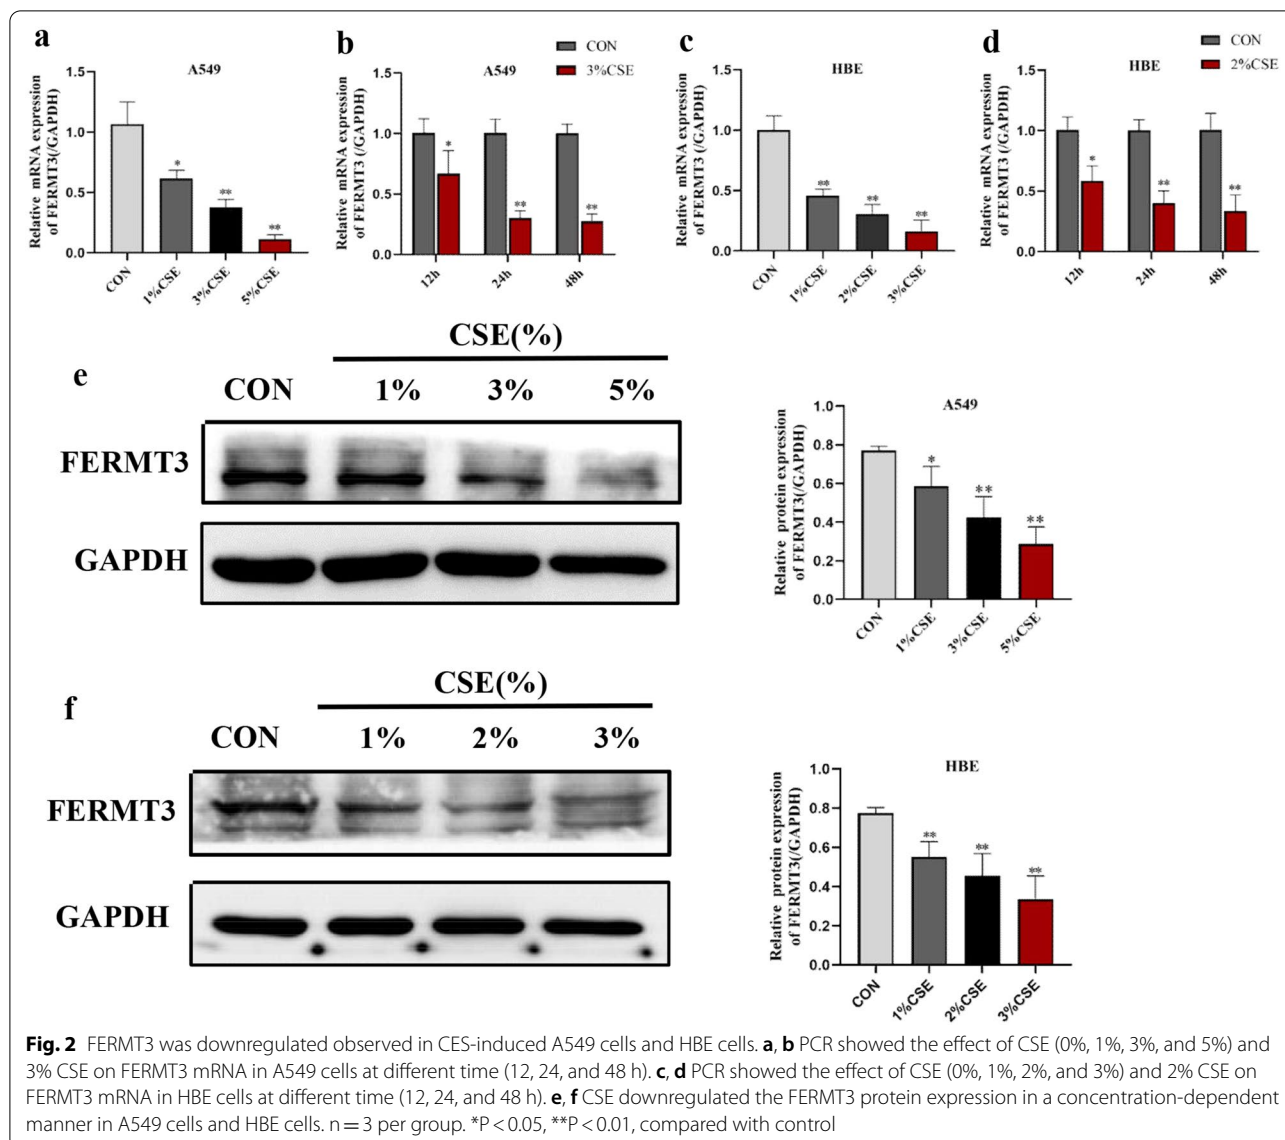 a
A549
Relative mRNA expression
of FERMT3(/GAPDH)
1.5
1.0
0.5
0.0
*
**
**
CON
1%CSE
3%CSE
5%CSE
b
CON
3%CSE
A549
Relative mRNA expression
of FERMT3 (/GAPDH)
1.5
1.0
0.5
0.0
*
**
**
12h
24h
48h
c
HBE
Relative mRNA expression
of FERMT3 (/GAPDH)
1.5
1.0
0.5
0.0
**
**
**
CON
1%CSE
2%CSE
3%CSE
d
CON
2%CSE
HBE
Relative mRNA expression
of FERMT3 (/GAPDH)
1.5
1.0
0.5
0.0
*
**
**
12h
24h
48h
e
CSE(%)
CON 1% 3% 5%
FERMT3
GAPDH
A549
Relative protein expression
of FERMT3(/GAPDH)
1.0
0.8
0.6
0.4
0.2
0.0
*
**
**
CON
1%CSE
3%CSE
5%CSE
f
CSE(%)
CON 1% 2% 3%
FERMT3
GAPDH
HBE
Relative protein expression
of FERMT3(/GAPDH)
1.0
0.8
0.6
0.4
0.2
0.0
**
**
**
CON
1%CSE
2%CSE
3%CSE
Fig. 2 FERMT3 was downregulated observed in CES-induced A549 cells and HBE cells. a, b PCR showed the effect of CSE (0%, 1%, 3%, and 5%) and
3% CSE on FERMT3 mRNA in A549 cells at different time (12, 24, and 48 h). c, d PCR showed the effect of CSE (0%, 1%, 2%, and 3%) and 2% CSE on
FERMT3 mRNA in HBE cells at different time (12, 24, and 48 h). e, f CSE downregulated the FERMT3 protein expression in a concentration-dependent
manner in A549 cells and HBE cells. n = 3 per group. *P < 0.05, **P < 0.01, compared with control